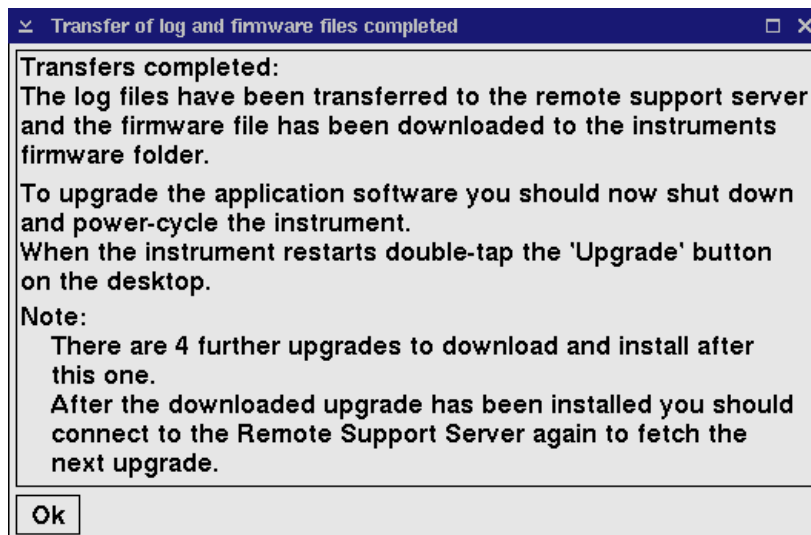 Transfer of log and firmware files completed
Transfers completed:
The log files have been transferred to the remote support server
and the firmware file has been downloaded to the instruments
firmware folder.
To upgrade the application software you should now shut down
and power-cycle the instrument.
When the instrument restarts double-tap the 'Upgrade' button
on the desktop.
Note:
There are 4 further upgrades to download and install after
this one.
After the downloaded upgrade has been installed you should
connect to the Remote Support Server again to fetch the
next upgrade.
Ok